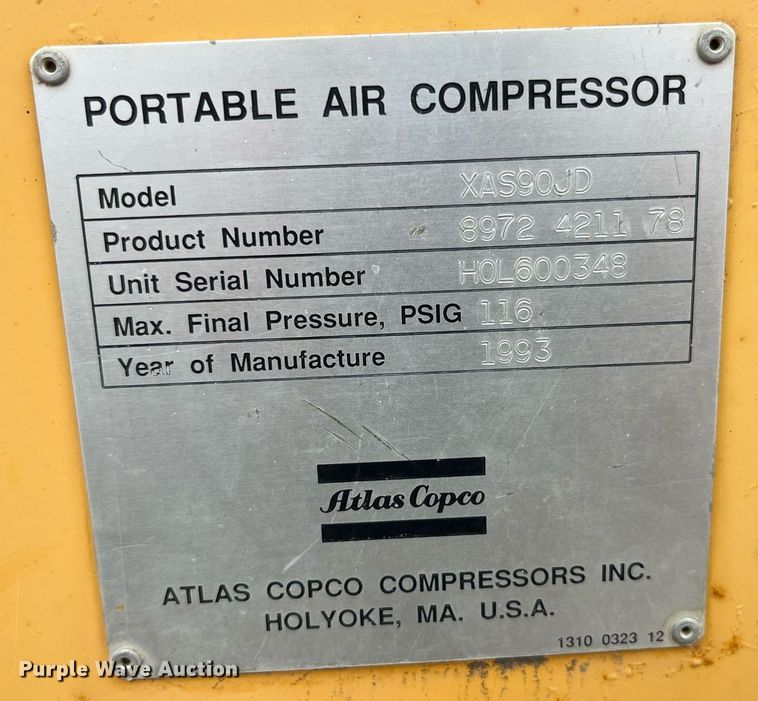 PORTABLE AIR COMPRESSOR
Model XAS90JD
Product Number 8972 4211 78
Unit Serial Number HOL600348
Max. Final Pressure, PSIG 116
Year of Manufacture 1993
Atlas Copco
ATLAS COPCO COMPRESSORS INC.
HOLYOKE, MA. U.S.A.
1310 0323 12
Purple Wave Auction